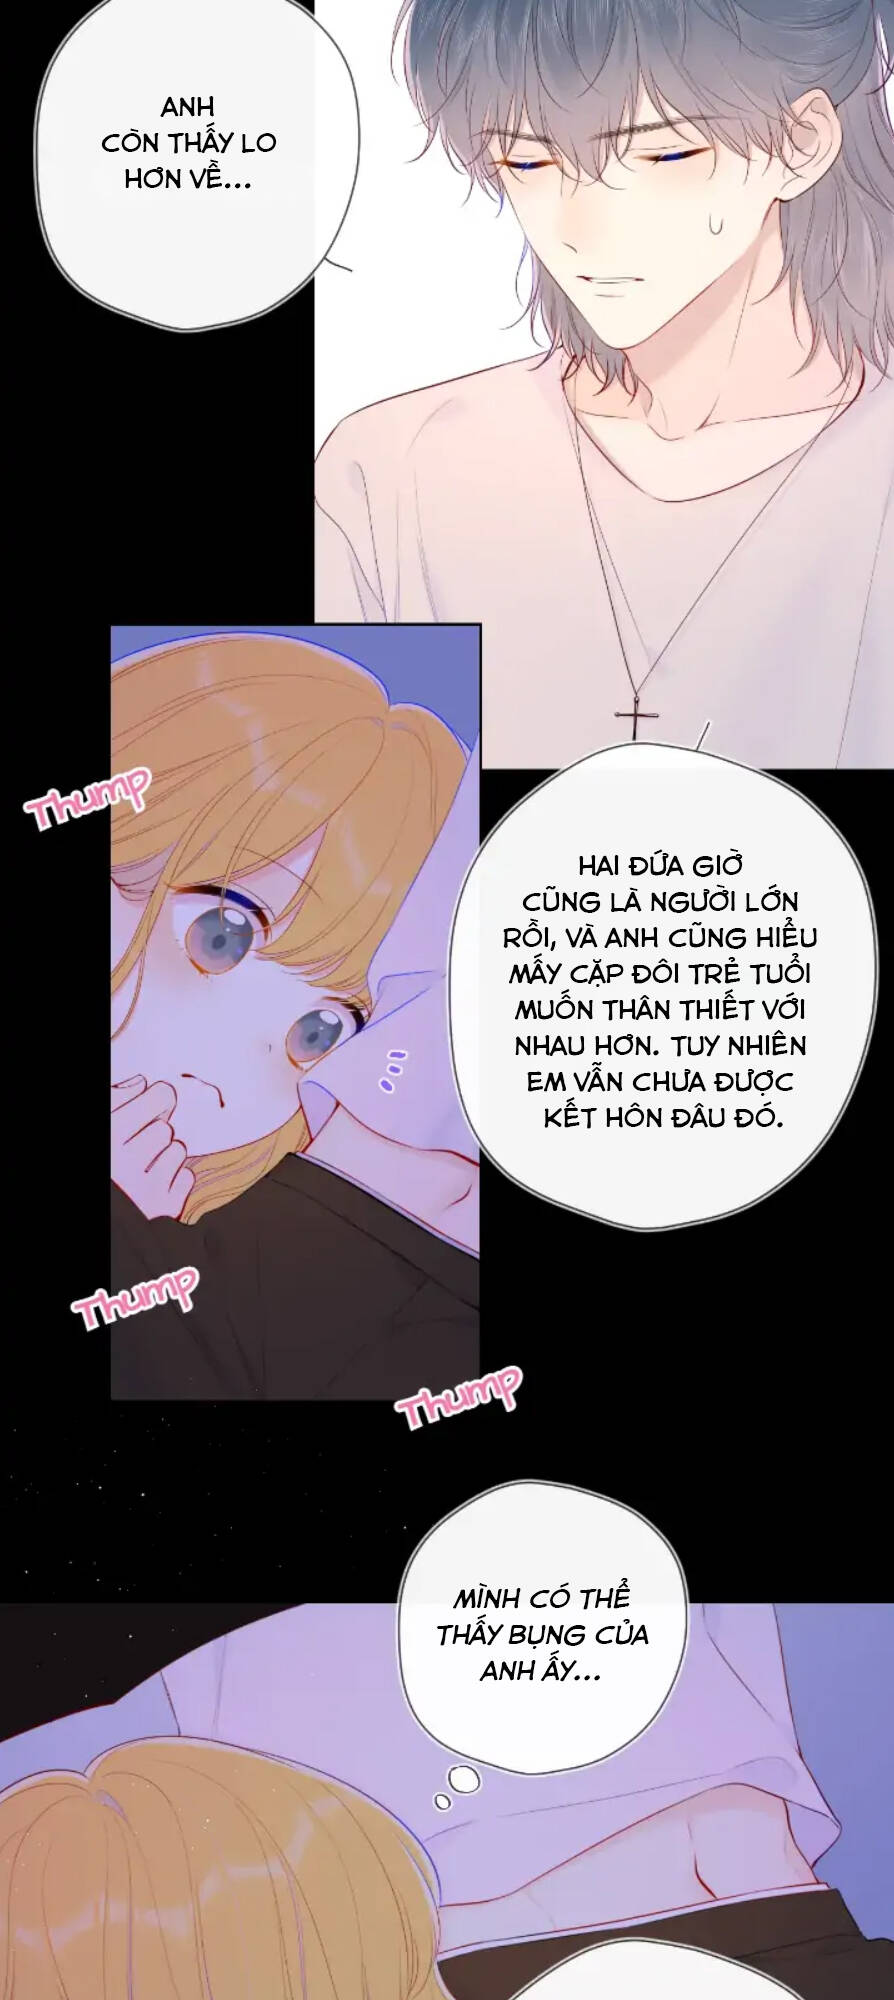 ANH
CÒN THẤY LO
HƠN VỀ...
Thump
HAI ĐỨA GIỜ
CŨNG LÀ NGƯỜI LỚN
RỒI, VÀ ANH CŨNG HIỂU
MẤY CẶP ĐÔI TRẺ TUỔI
MUỐN THÂN THIẾT VỚI
NHAU HƠN. TUY NHIÊN
EM VẪN CHƯA ĐƯỢC
KẾT HÔN ĐÂU ĐÓ.
Thump
Thump
MÌNH CÓ THỂ
THẤY BỤNG CỦA
ANH ẤY...